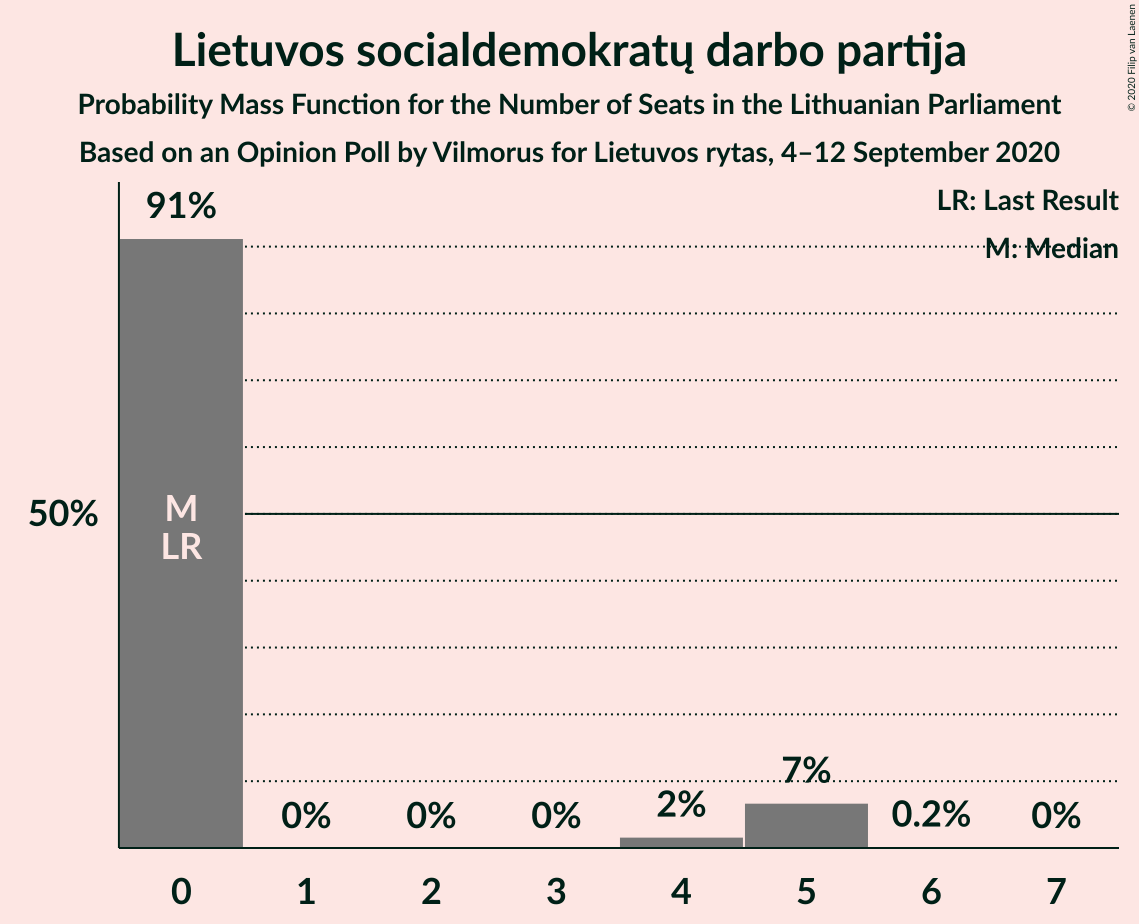 Lietuvos socialdemokratų darbo partija
Probability Mass Function for the Number of Seats in the Lithuanian Parliament
Based on an Opinion Poll by Vilmorus for Lietuvos rytas, 4–12 September 2020
© 2020 Filip van Laenen
LR: Last Result
M: Median
91%
50%
M
LR
0%
0%
0%
2%
7%
0.2%
0%
0
1
2
3
4
5
6
7